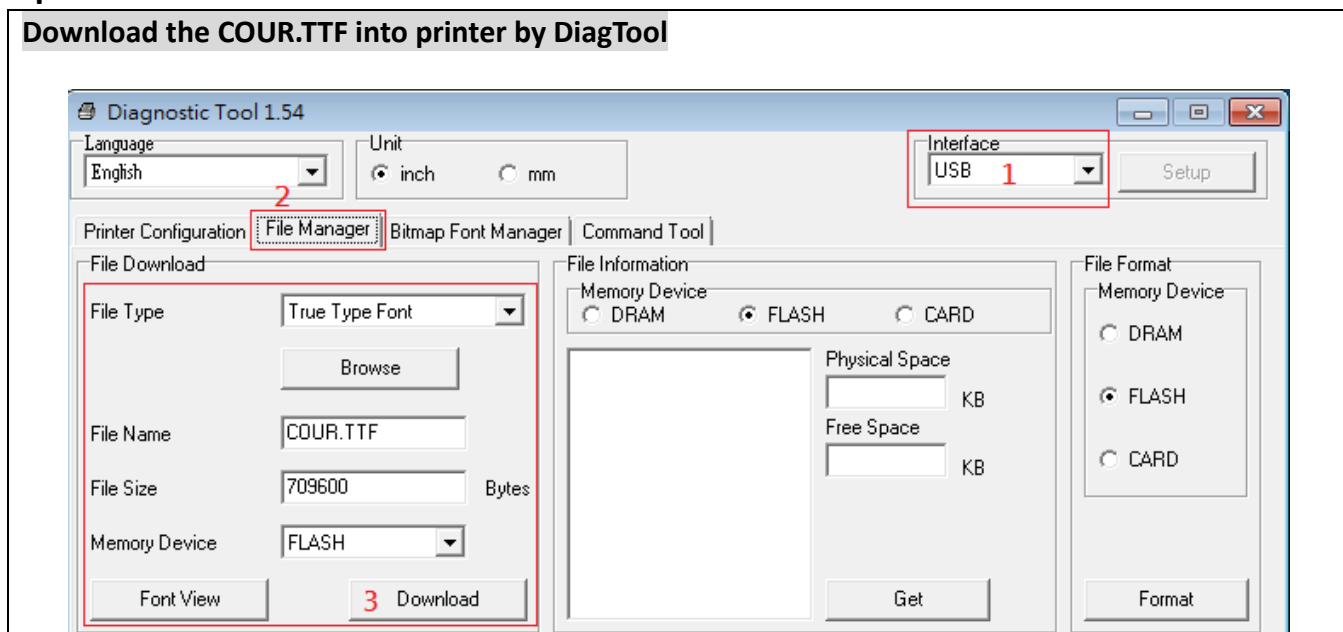 Download the COUR.TTF into printer by DiagTool
Diagnostic Tool 1.54
Language
English
2
Unit
inch
mm
Interface
USB
1
Setup
Printer Configuration
File Manager
Bitmap Font Manager
Command Tool
File Download
File Type
True Type Font
Browse
File Name
COUR.TTF
File Size
709600
Bytes
Memory Device
FLASH
Font View
3
Download
File Information
Memory Device
DRAM
FLASH
CARD
Physical Space
KB
Free Space
KB
Get
File Format
Memory Device
DRAM
FLASH
CARD
Format